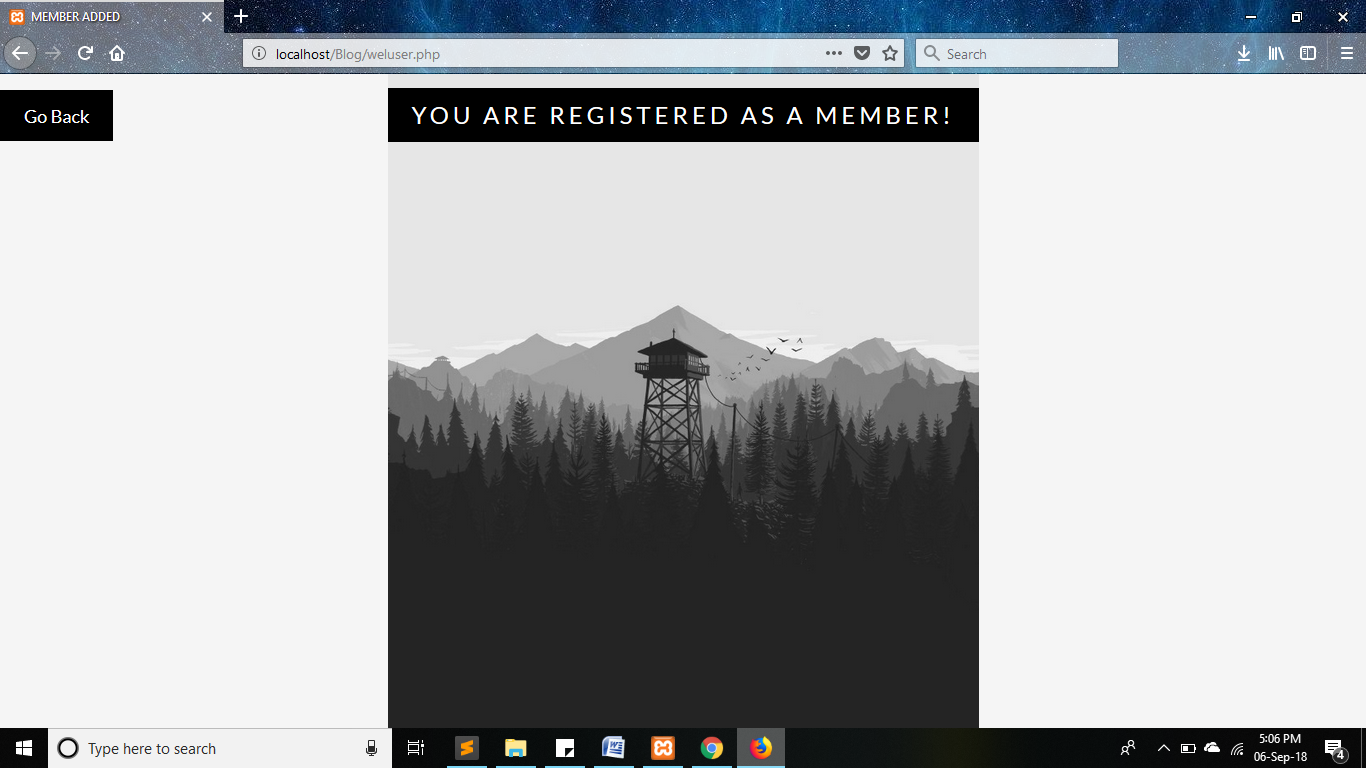 MEMBER ADDED
localhost/Blog/weluser.php
Search
Go Back
YOU ARE REGISTERED AS A MEMBER!
Type here to search
5:06 PM
06-Sep-18
4